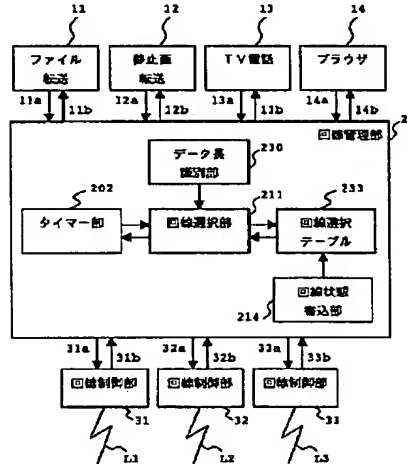 11
12
13
14
ファイル
転送
静止画
転送
TV電話
ブラウザ
11a
11b
12a
12b
13a
13b
14a
14b
回線管理部
2
データ長
識別部
230
202
タイマー部
211
回線選択部
233
回線選択
テーブル
回線状態
書込部
214
31a
31b
32a
32b
33a
33b
回線制御部
回線制御部
回線制御部
31
32
33
L1
L2
L3